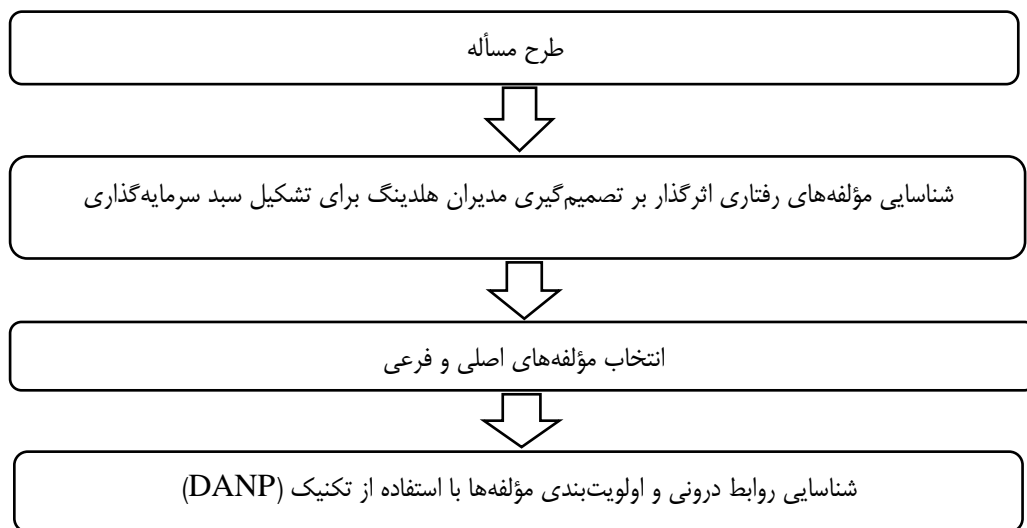 طرح مسأله
شناسایی مؤلفه‌های رفتاری اثرگذار بر تصمیم‌گیری مدیران هلدینگ برای تشکیل سبد سرمایه‌گذاری
انتخاب مؤلفه‌های اصلی و فرعی
شناسایی روابط درونی و اولویت‌بندی مؤلفه‌ها با استفاده از تکنیک (DANP)